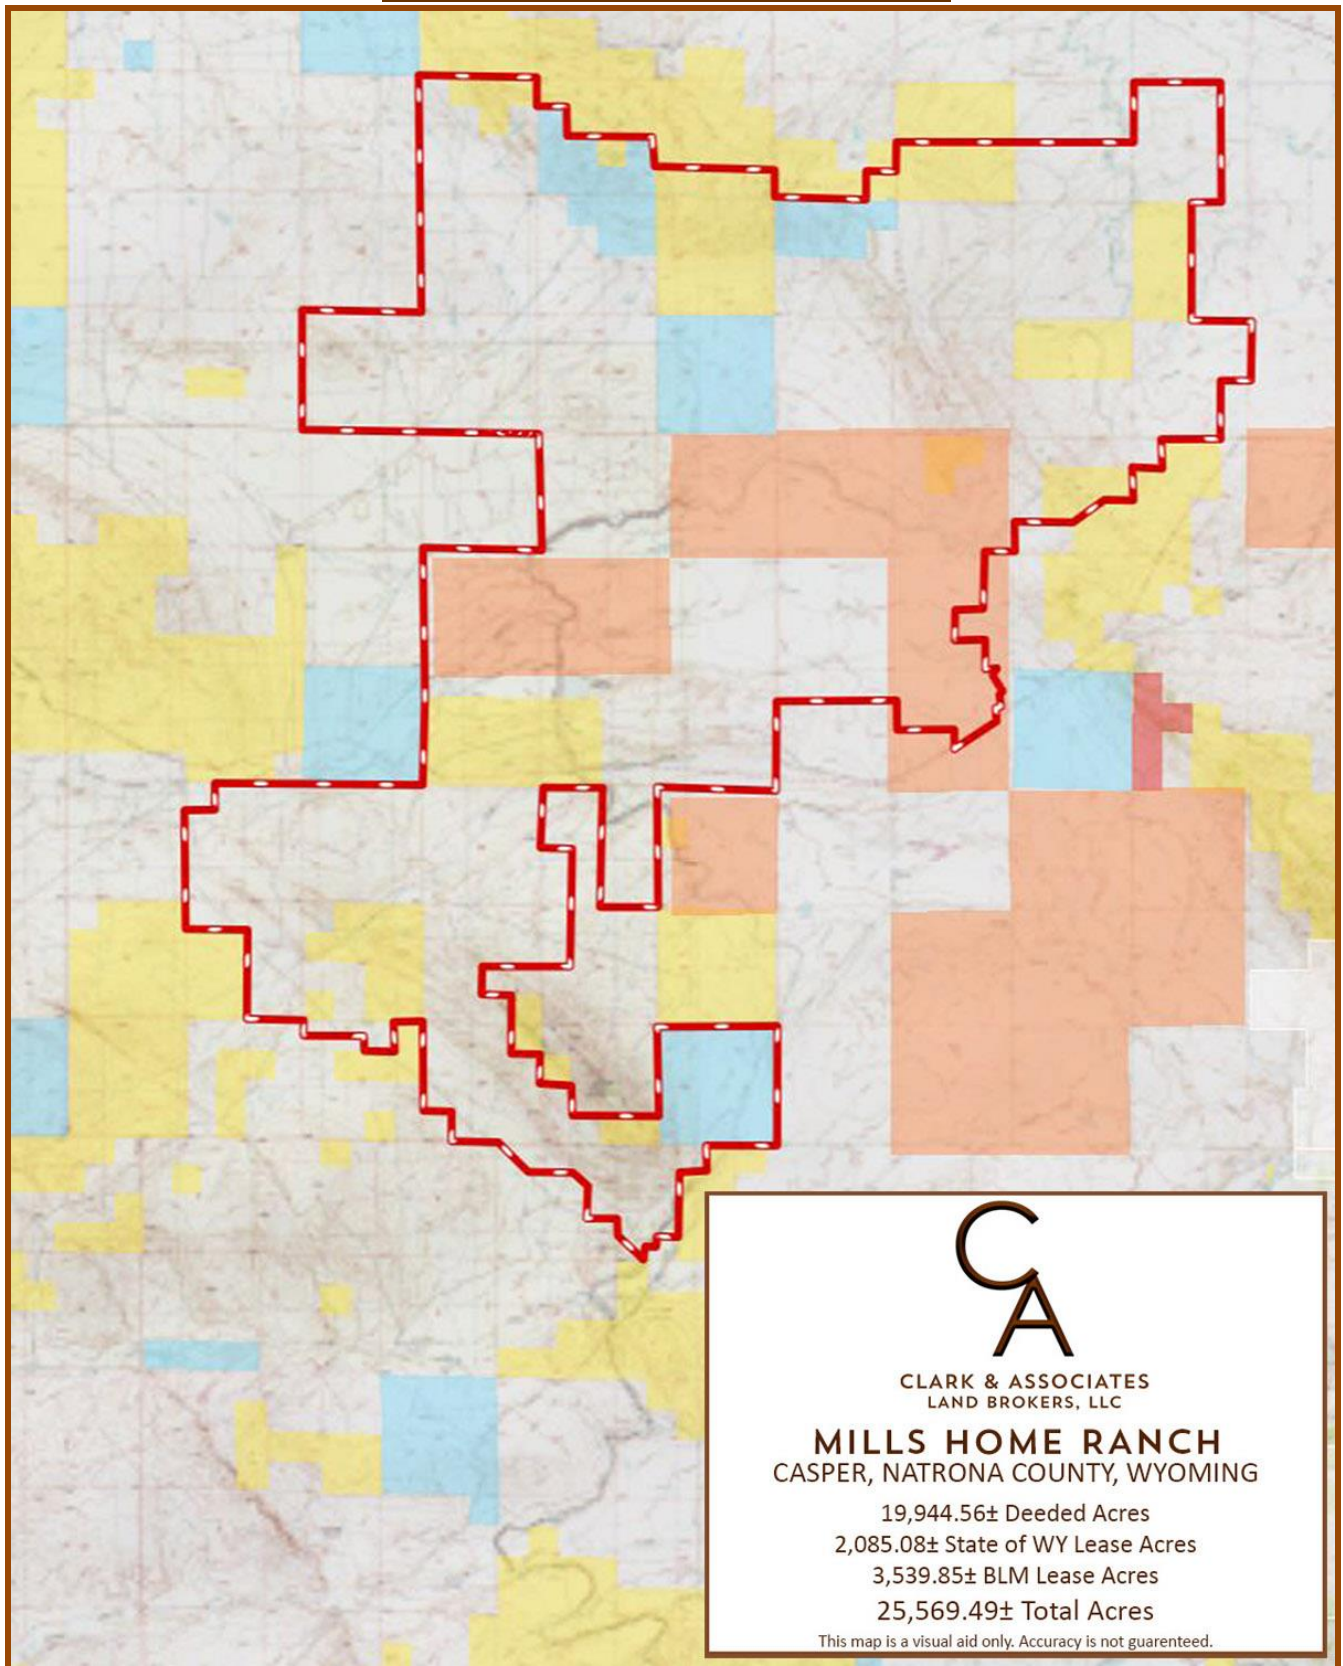 CA
CLARK & ASSOCIATES
LAND BROKERS, LLC
MILLS HOME RANCH
CASPER, NATRONA COUNTY, WYOMING
19,944.56± Deeded Acres
2,085.08± State of WY Lease Acres
3,539.85± BLM Lease Acres
25,569.49± Total Acres
This map is a visual aid only. Accuracy is not guarenteed.